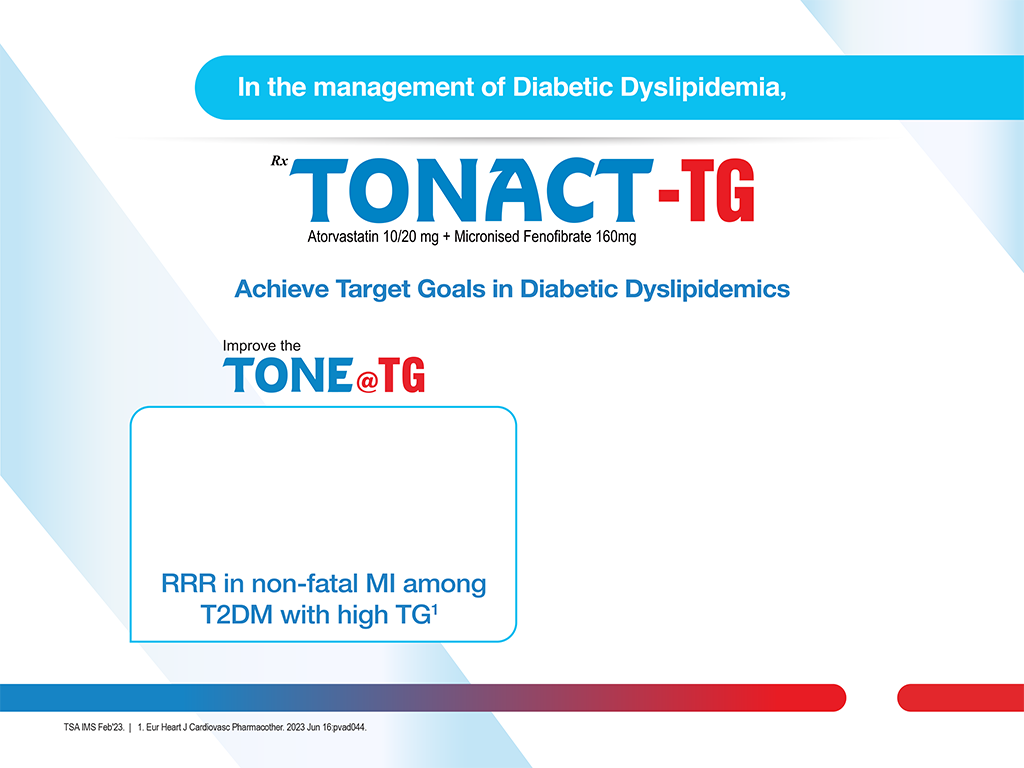 In the management of Diabetic Dyslipidemia,
Rx TONACT-TG
Atorvastatin 10/20 mg + Micronised Fenofibrate 160mg
Achieve Target Goals in Diabetic Dyslipidemics
Improve the
TONE@TG
RRR in non-fatal MI among
T2DM with high TG¹
TSA IMS Feb'23. | 1. Eur Heart J Cardiovasc Pharmacother. 2023 Jun 16:pvad044.